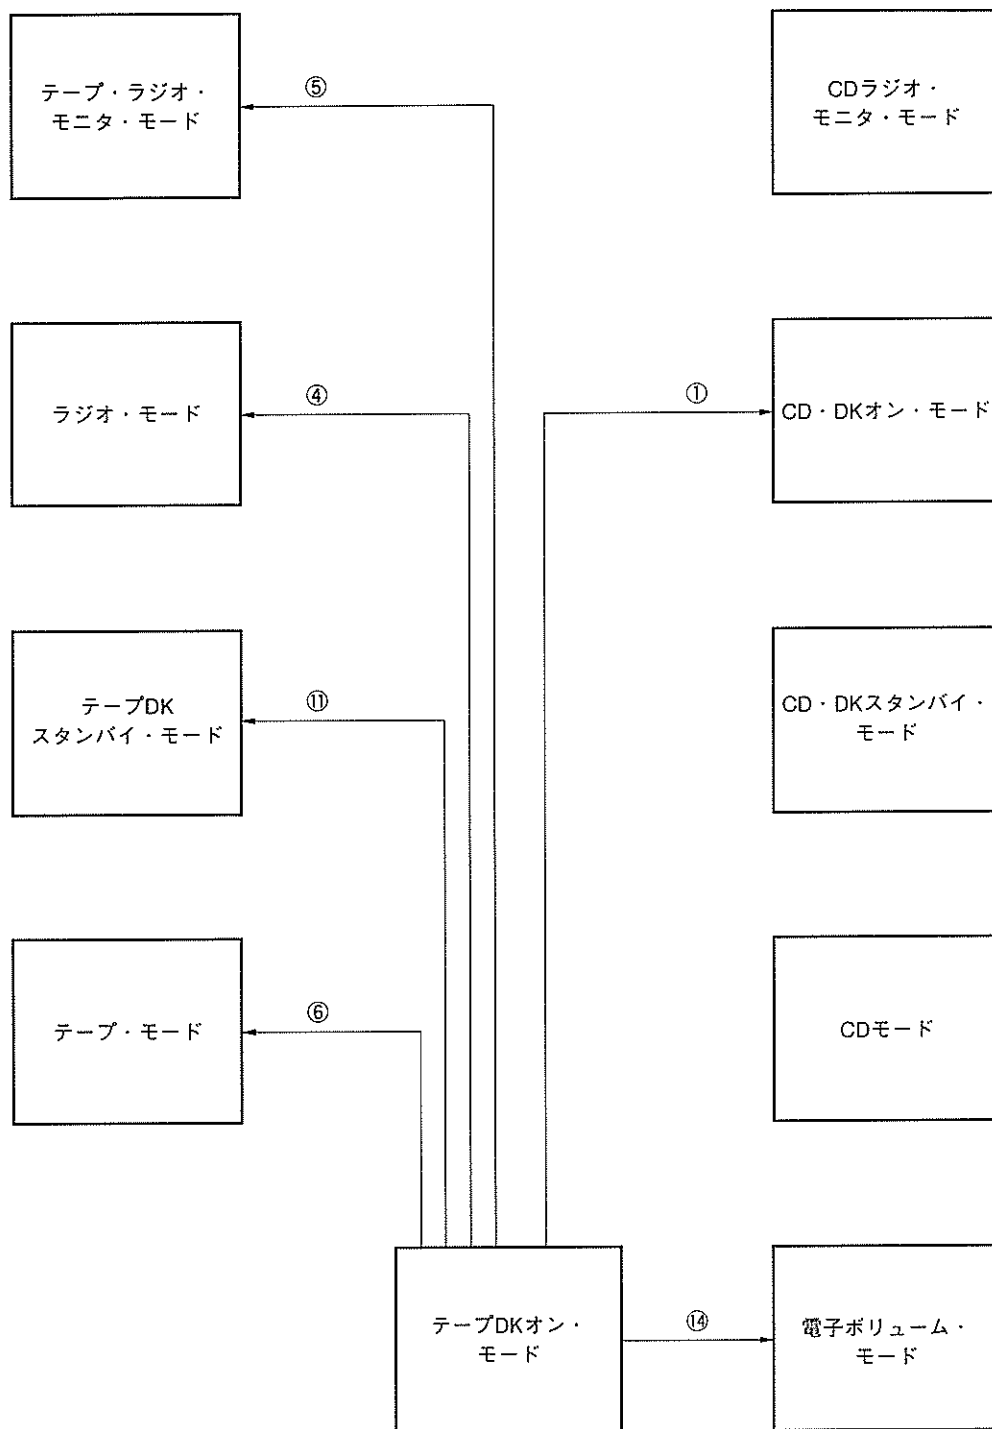 テープ・ラジオ・
モニタ・モード
⑤
CDラジオ・
モニタ・モード
ラジオ・モード
④
①
CD・DKオン・モード
テープDK
スタンバイ・モード
⑪
CD・DKスタンバイ・
モード
テープ・モード
⑥
CDモード
テープDKオン・
モード
⑭
電子ボリューム・
モード